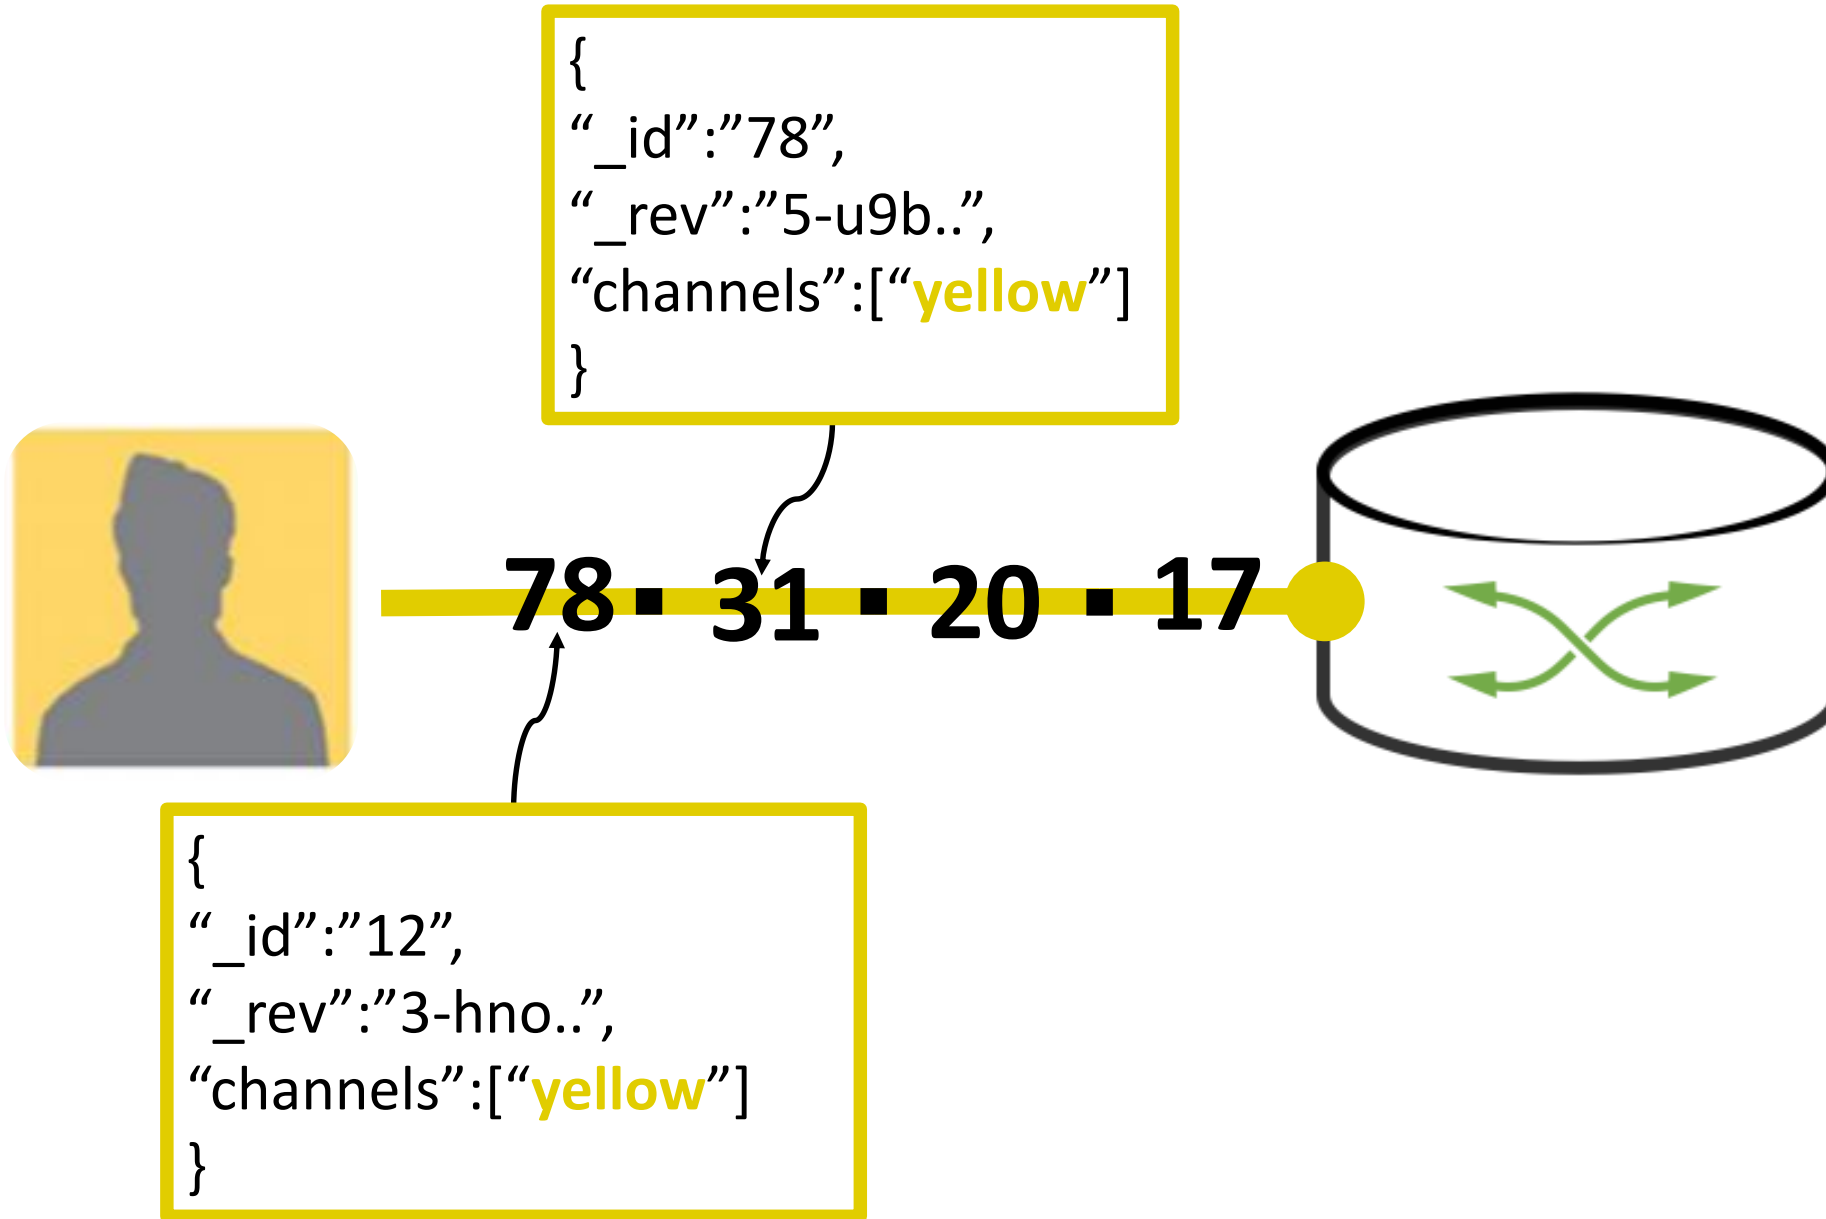 {
“_id”:”78”,
“_rev”:”5-u9b..”,
“channels”:[“yellow”]
}
78 ▪ 31 ▪ 20 ▪ 17
{
“_id”:”12”,
“_rev”:”3-hno..”,
“channels”:[“yellow”]
}